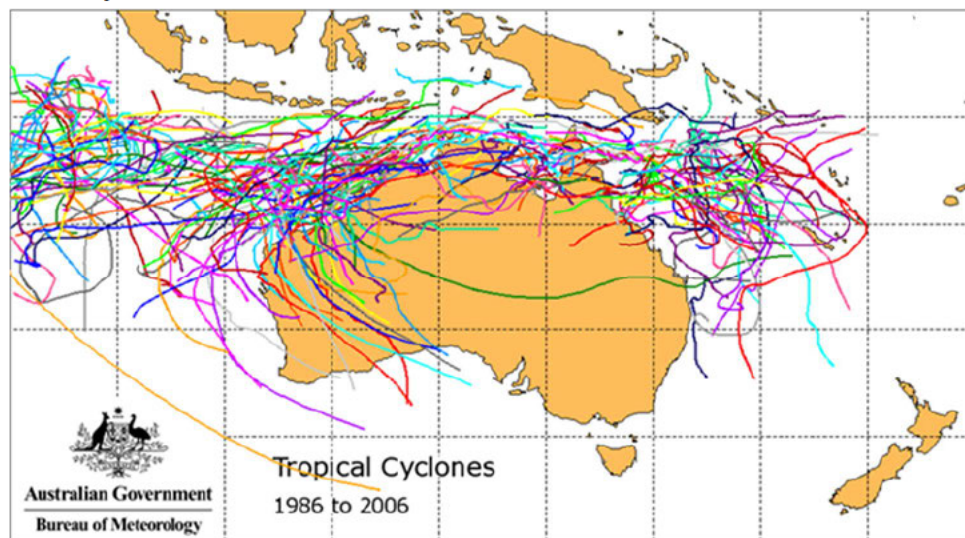 Tropical Cyclones
1986 to 2006
Australian Government
Bureau of Meteorology